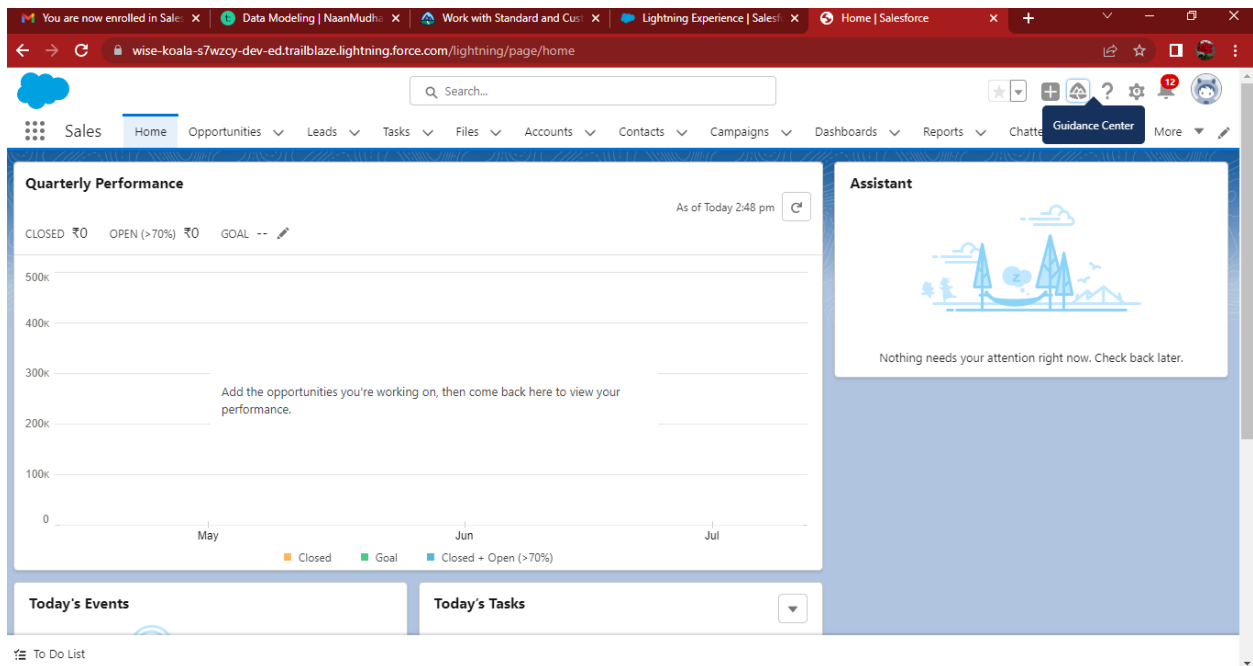 You are now enrolled in Sales
Data Modeling | NaanMudha
Work with Standard and Cust
Lightning Experience | Salesf
Home | Salesforce
wise-koala-s7wzcy-dev-ed.trailblaze.lightning.force.com/lightning/page/home
Search...
12
Sales
Home
Opportunities
Leads
Tasks
Files
Accounts
Contacts
Campaigns
Dashboards
Reports
Chatte
Guidance Center
More
Quarterly Performance
As of Today 2:48 pm
CLOSED ₹0 OPEN (>70%) ₹0 GOAL --
500K
400K
300K
200K
100K
0
Add the opportunities you're working on, then come back here to view your
performance.
May Jun Jul
Closed Goal Closed + Open (>70%)
Assistant
z
Nothing needs your attention right now. Check back later.
Today's Events
Today's Tasks
To Do List